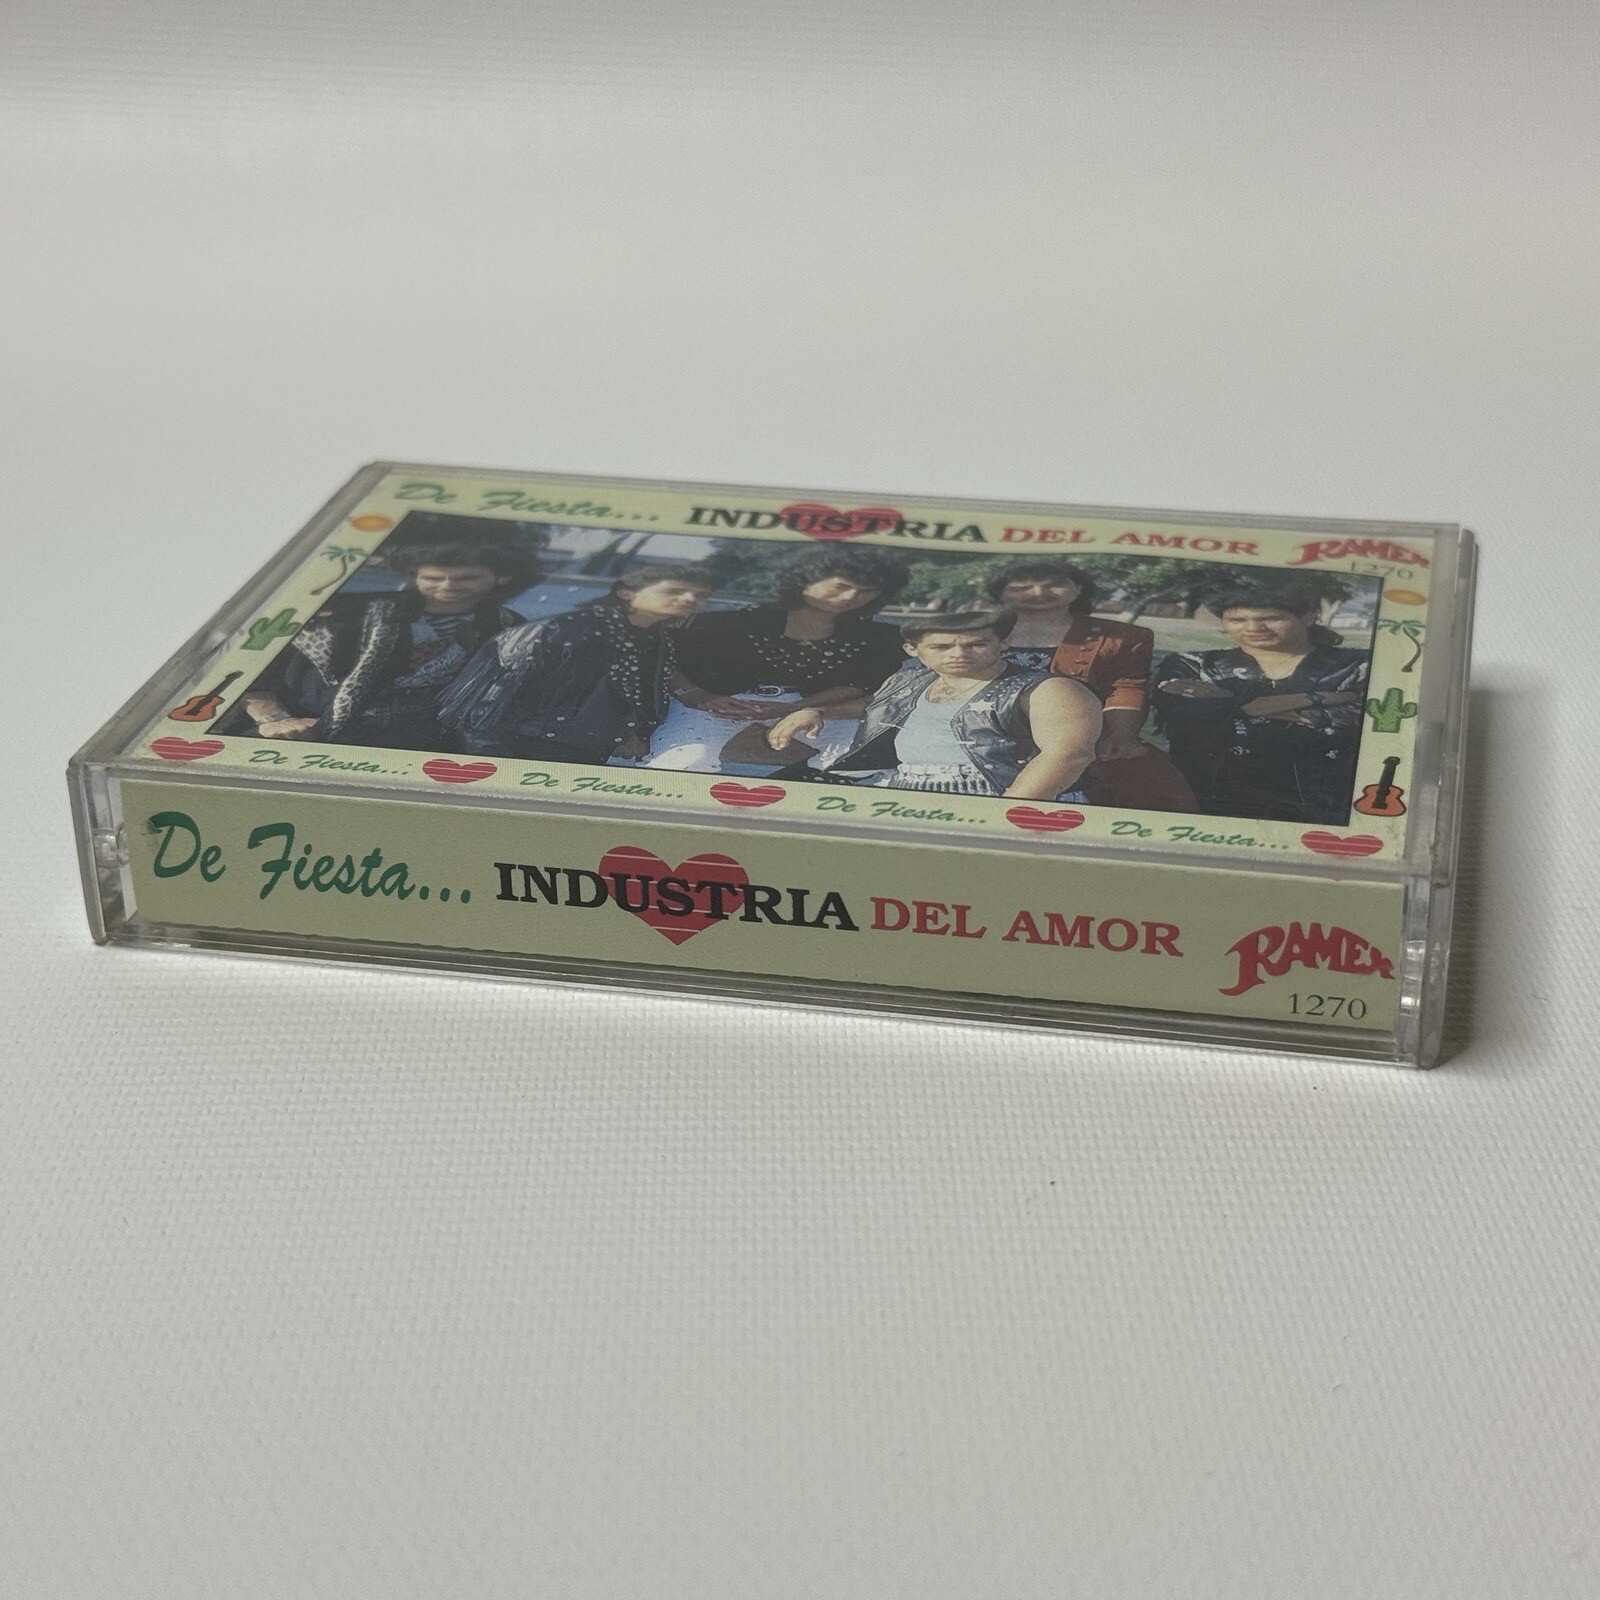 De Fiesta... INDUSTRIA DEL AMOR RAMEX
1270
De Fiesta... De Fiesta... De Fiesta... De Fiesta...
De Fiesta... INDUSTRIA DEL AMOR RAMEX
1270